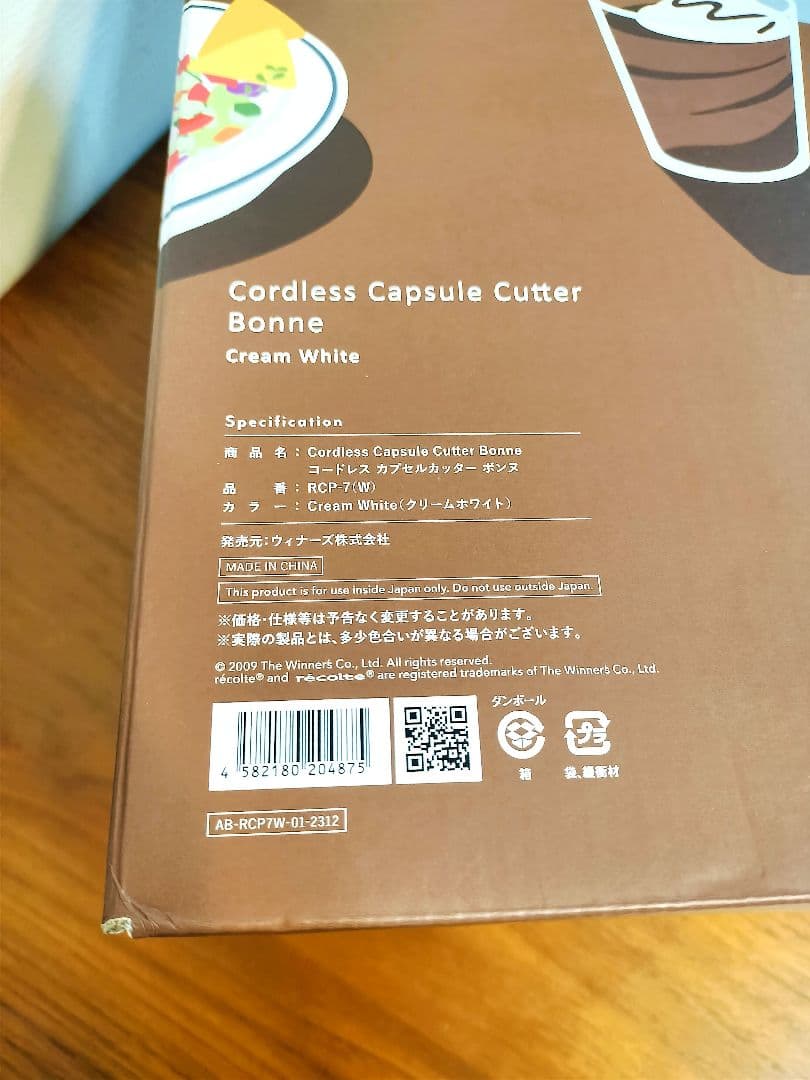 Cordless Capsule Cutter
Bonne
Cream White
Specification
商品名：Cordless Capsule Cutter Bonne
コードレス カプセルカッター ボンヌ
品番：RCP-7(W)
カラー：Cream White(クリームホワイト)
発売元：ウィナーズ株式会社
MADE IN CHINA
This product is for use inside Japan only. Do not use outside Japan.
※価格・仕様等は予告なく変更することがあります。
※実際の製品とは、多少色合いが異なる場合がございます。
© 2009 The Winner's Co., Ltd. All rights reserved.
récolte® and récolte® are registered trademarks of The Winner's Co., Ltd.
ダンボール
プラ
箱
袋、緩衝材
4 582180 204875
AB-RCP7W-01-2312